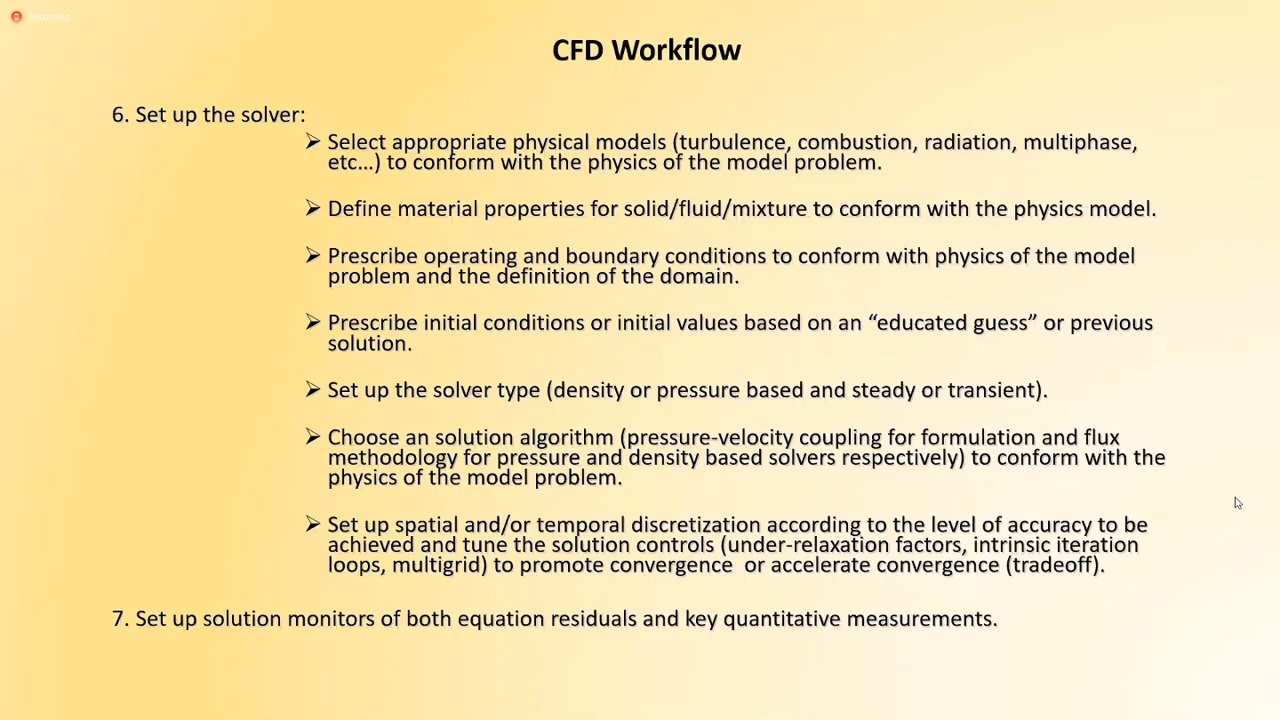 Recording
CFD Workflow
6. Set up the solver:
➢ Select appropriate physical models (turbulence, combustion, radiation, multiphase,
etc...) to conform with the physics of the model problem.
➢ Define material properties for solid/fluid/mixture to conform with the physics model.
➢ Prescribe operating and boundary conditions to conform with physics of the model
problem and the definition of the domain.
➢ Prescribe initial conditions or initial values based on an “educated guess” or previous
solution.
➢ Set up the solver type (density or pressure based and steady or transient).
➢ Choose an solution algorithm (pressure-velocity coupling for formulation and flux
methodology for pressure and density based solvers respectively) to conform with the
physics of the model problem.
➢ Set up spatial and/or temporal discretization according to the level of accuracy to be
achieved and tune the solution controls (under-relaxation factors, intrinsic iteration
loops, multigrid) to promote convergence or accelerate convergence (tradeoff).
7. Set up solution monitors of both equation residuals and key quantitative measurements.